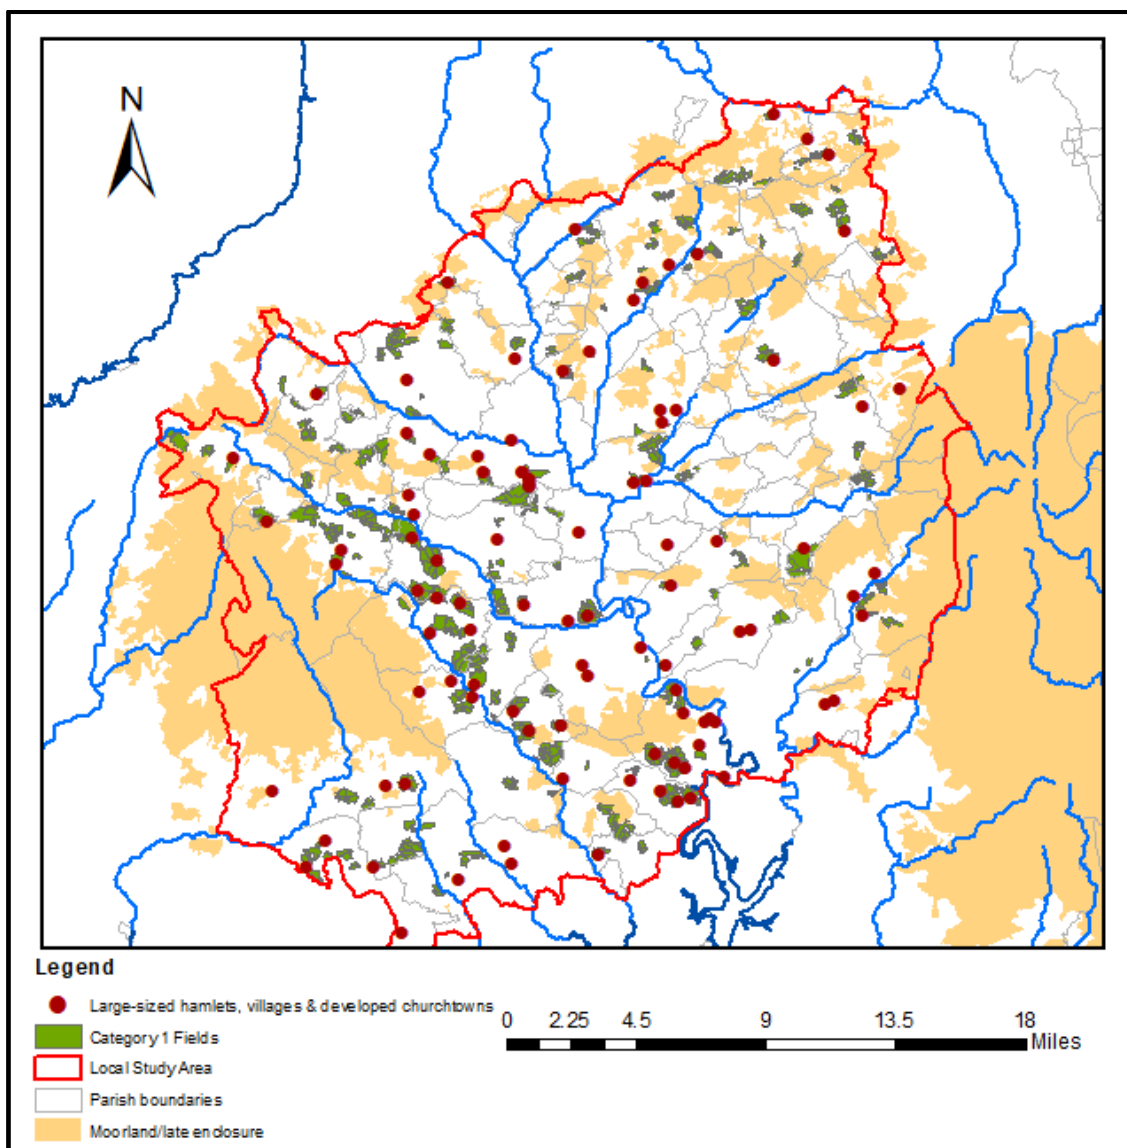 N
Legend
Large-sized hamlets, villages & developed churchtowns
Category 1 Fields
Local Study Area
Parish boundaries
Moorland/late enclosure
0 2.25 4.5 9 13.5 18
Miles